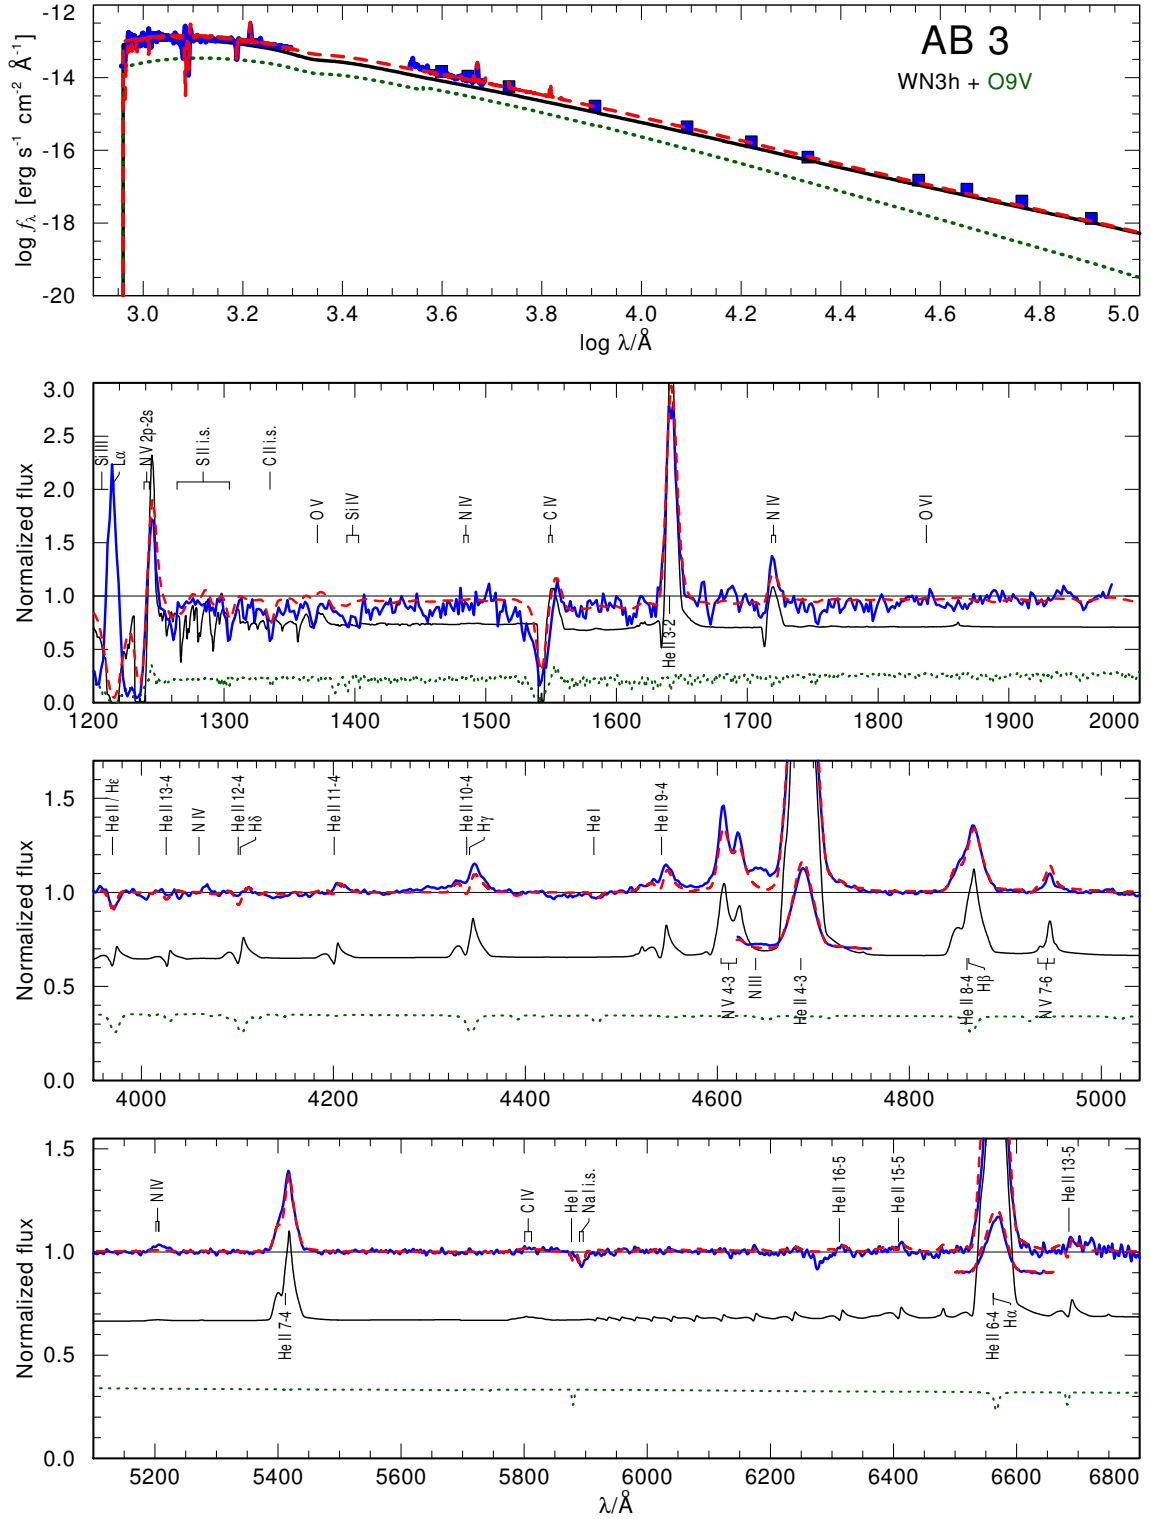 AB 3
WN3h + O9V
log fλ [erg s⁻¹ cm⁻² Å⁻¹]
-12
-14
-16
-18
-20
3.0 3.2 3.4 3.6 3.8 4.0 4.2 4.4 4.6 4.8 5.0
log λ/Å
Normalized flux
3.0
2.5
2.0
1.5
1.0
0.5
0.0
Si III
Lα
N V 2p-2s
S II i.s.
C II i.s.
O V
Si IV
N IV
C IV
He II 3-2
N IV
O VI
1200 1300 1400 1500 1600 1700 1800 1900 2000
Normalized flux
1.5
1.0
0.5
0.0
He II / Hε
He II 13-4
N IV
He II 12-4
Hδ
He II 11-4
He II 10-4
Hγ
He I
He II 9-4
N V 4-3
N III
He II 4-3
He II 8-4
Hβ
N V 7-6
4000 4200 4400 4600 4800 5000
Normalized flux
1.5
1.0
0.5
0.0
N IV
He II 7-4
C IV
He I
Na I i.s.
He II 16-5
He II 15-5
He II 6-4
Hα
He II 13-5
5200 5400 5600 5800 6000 6200 6400 6600 6800
λ/Å